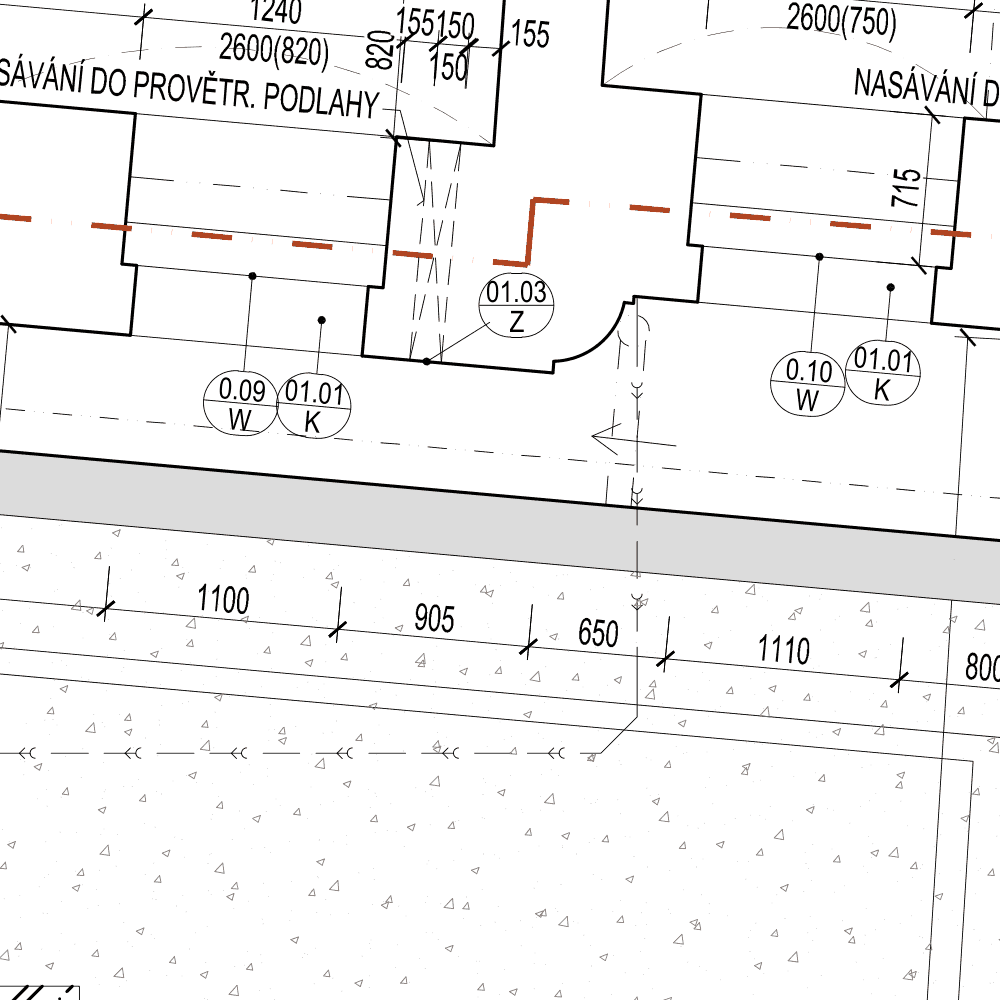 1240
155
150
155
2600(750)
820
2600(820)
150
SÁVÁNÍ DO PROVĚTR. PODLAHY
NASÁVÁNÍ D
715
01.03
Z
0.09
W
01.01
K
0.10
W
01.01
K
1100
905
650
1110
800